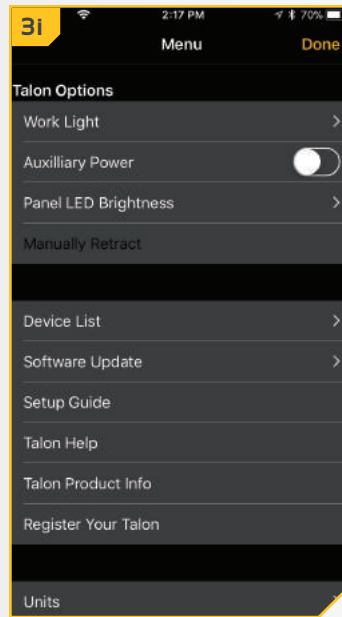 3i
2:17 PM 70%
Menu Done
Talon Options
Work Light
Auxilliary Power
Panel LED Brightness
Manually Retract
Device List
Software Update
Setup Guide
Talon Help
Talon Product Info
Register Your Talon
Units